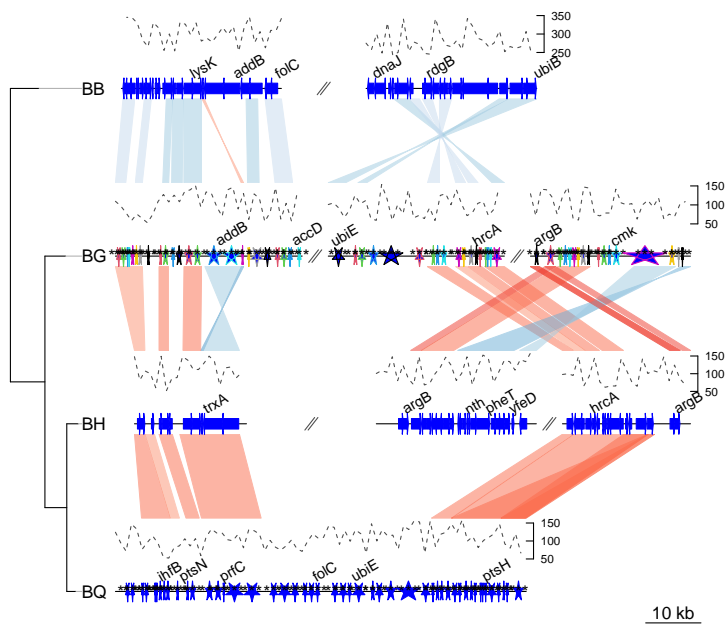 350
300
250
lysK addB folC dnaJ rdgB ubiB
BB //
150
100
50
addB accD ubiE hrcA argB cmk
BG // //
150
100
50
trxA argB nth pheT yfeD hrcA argB
BH // //
150
100
50
ihfB ptsN prfC folC ubiE ptsH
BQ
10 kb